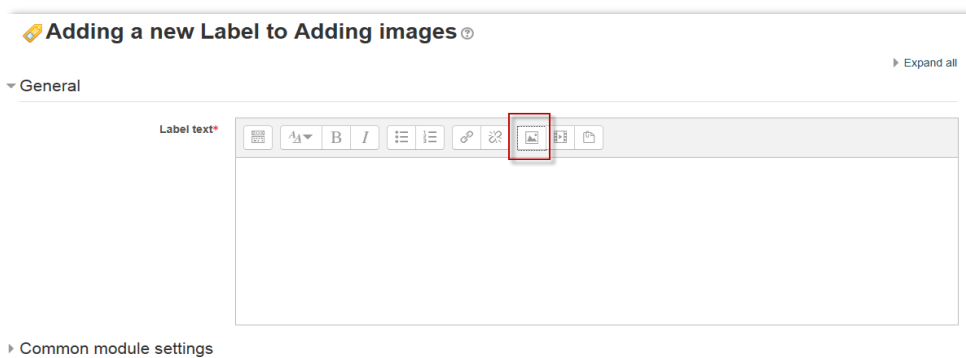 Adding a new Label to Adding images
Expand all
General
Label text*
B I
Common module settings